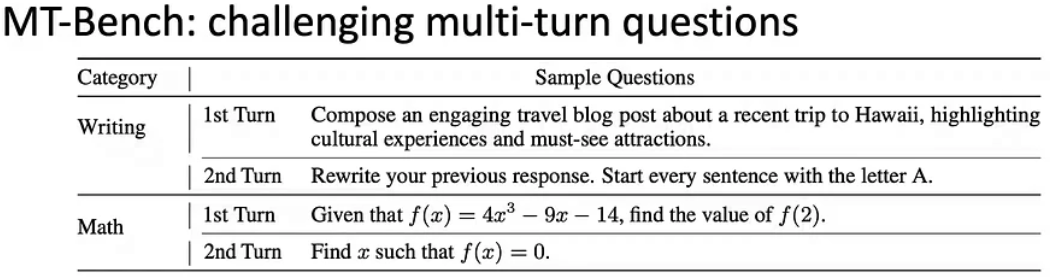 MT-Bench: challenging multi-turn questions
Category Sample Questions
Writing 1st Turn Compose an engaging travel blog post about a recent trip to Hawaii, highlighting
cultural experiences and must-see attractions.
2nd Turn Rewrite your previous response. Start every sentence with the letter A.
Math 1st Turn Given that f(x) = 4x³ − 9x − 14, find the value of f(2).
2nd Turn Find x such that f(x) = 0.